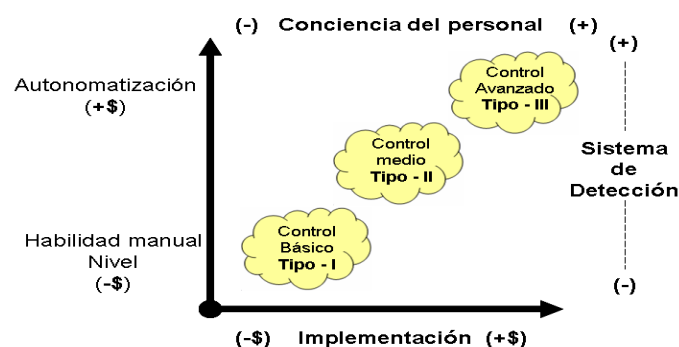 (-) Conciencia del personal (+)
(+)
Autonomatización
(+$)
Control
Avanzado
Tipo - III
Control
medio
Tipo - II
Sistema
de
Detección
Habilidad manual
Nivel
(-$)
Control
Básico
Tipo - I
(-)
(-$) Implementación (+$)